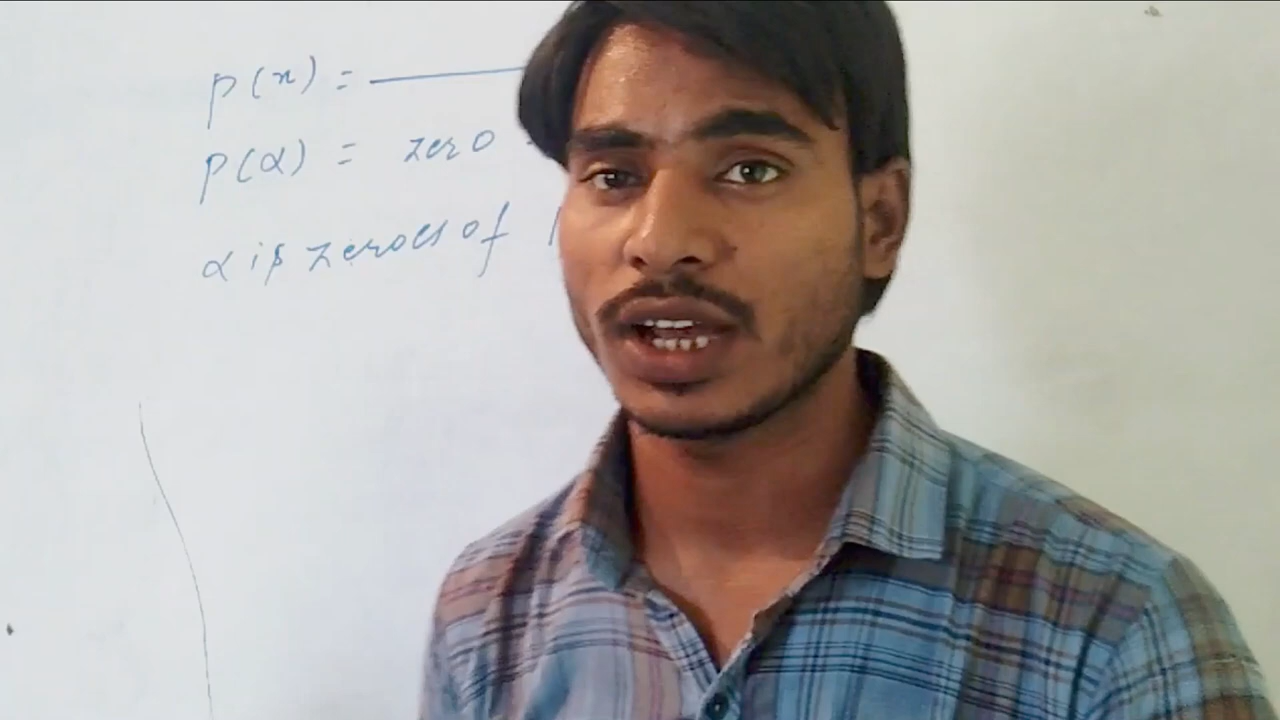 p(x) =
p(α) = zero
α is zeroes of